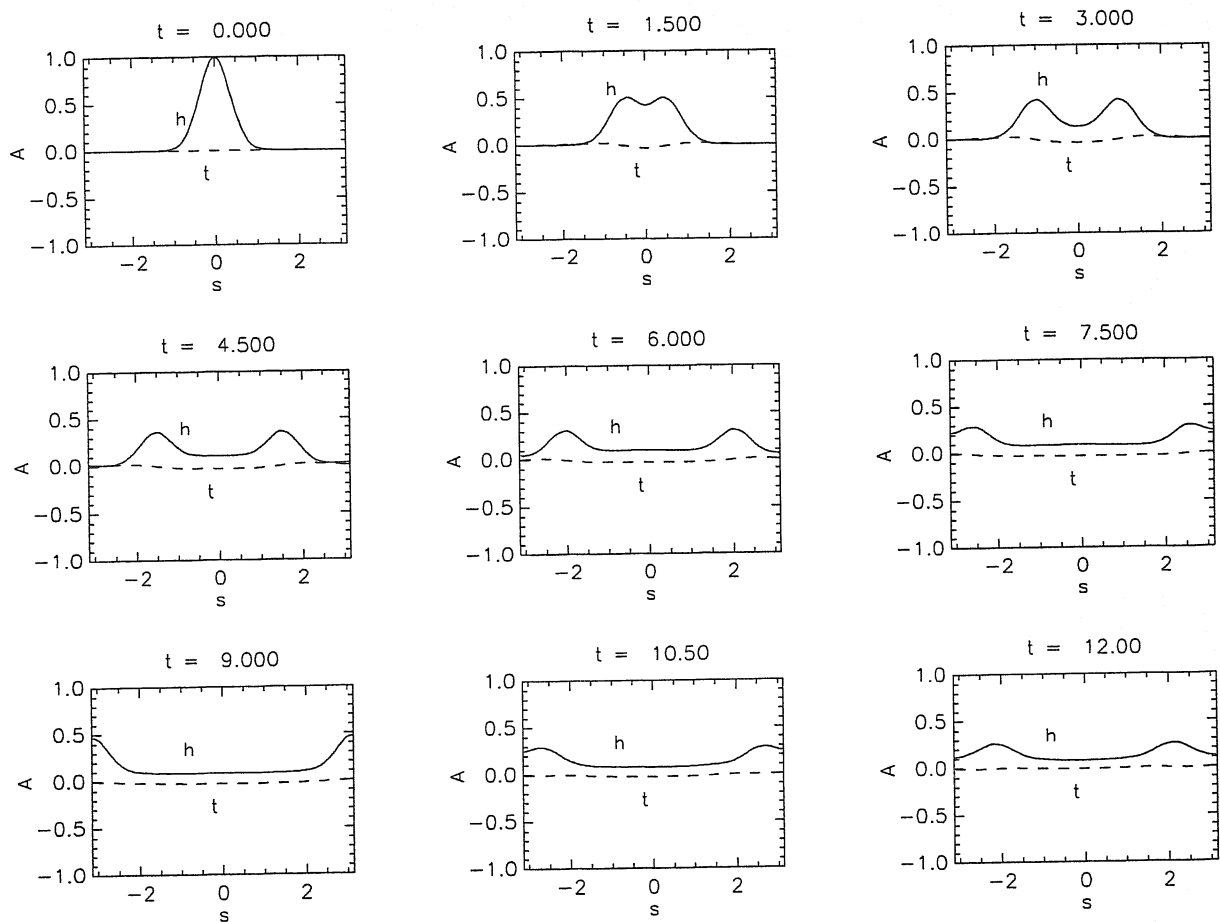 t = 0.000
1.0
0.5
0.0
−0.5
−1.0
A
h
t
−2 0 2
s
t = 1.500
1.0
0.5
0.0
−0.5
−1.0
A
h
t
−2 0 2
s
t = 3.000
1.0
0.5
0.0
−0.5
−1.0
A
h
t
−2 0 2
s
t = 4.500
1.0
0.5
0.0
−0.5
−1.0
A
h
t
−2 0 2
s
t = 6.000
1.0
0.5
0.0
−0.5
−1.0
A
h
t
−2 0 2
s
t = 7.500
1.0
0.5
0.0
−0.5
−1.0
A
h
t
−2 0 2
s
t = 9.000
1.0
0.5
0.0
−0.5
−1.0
A
h
t
−2 0 2
s
t = 10.50
1.0
0.5
0.0
−0.5
−1.0
A
h
t
−2 0 2
s
t = 12.00
1.0
0.5
0.0
−0.5
−1.0
A
h
t
−2 0 2
s